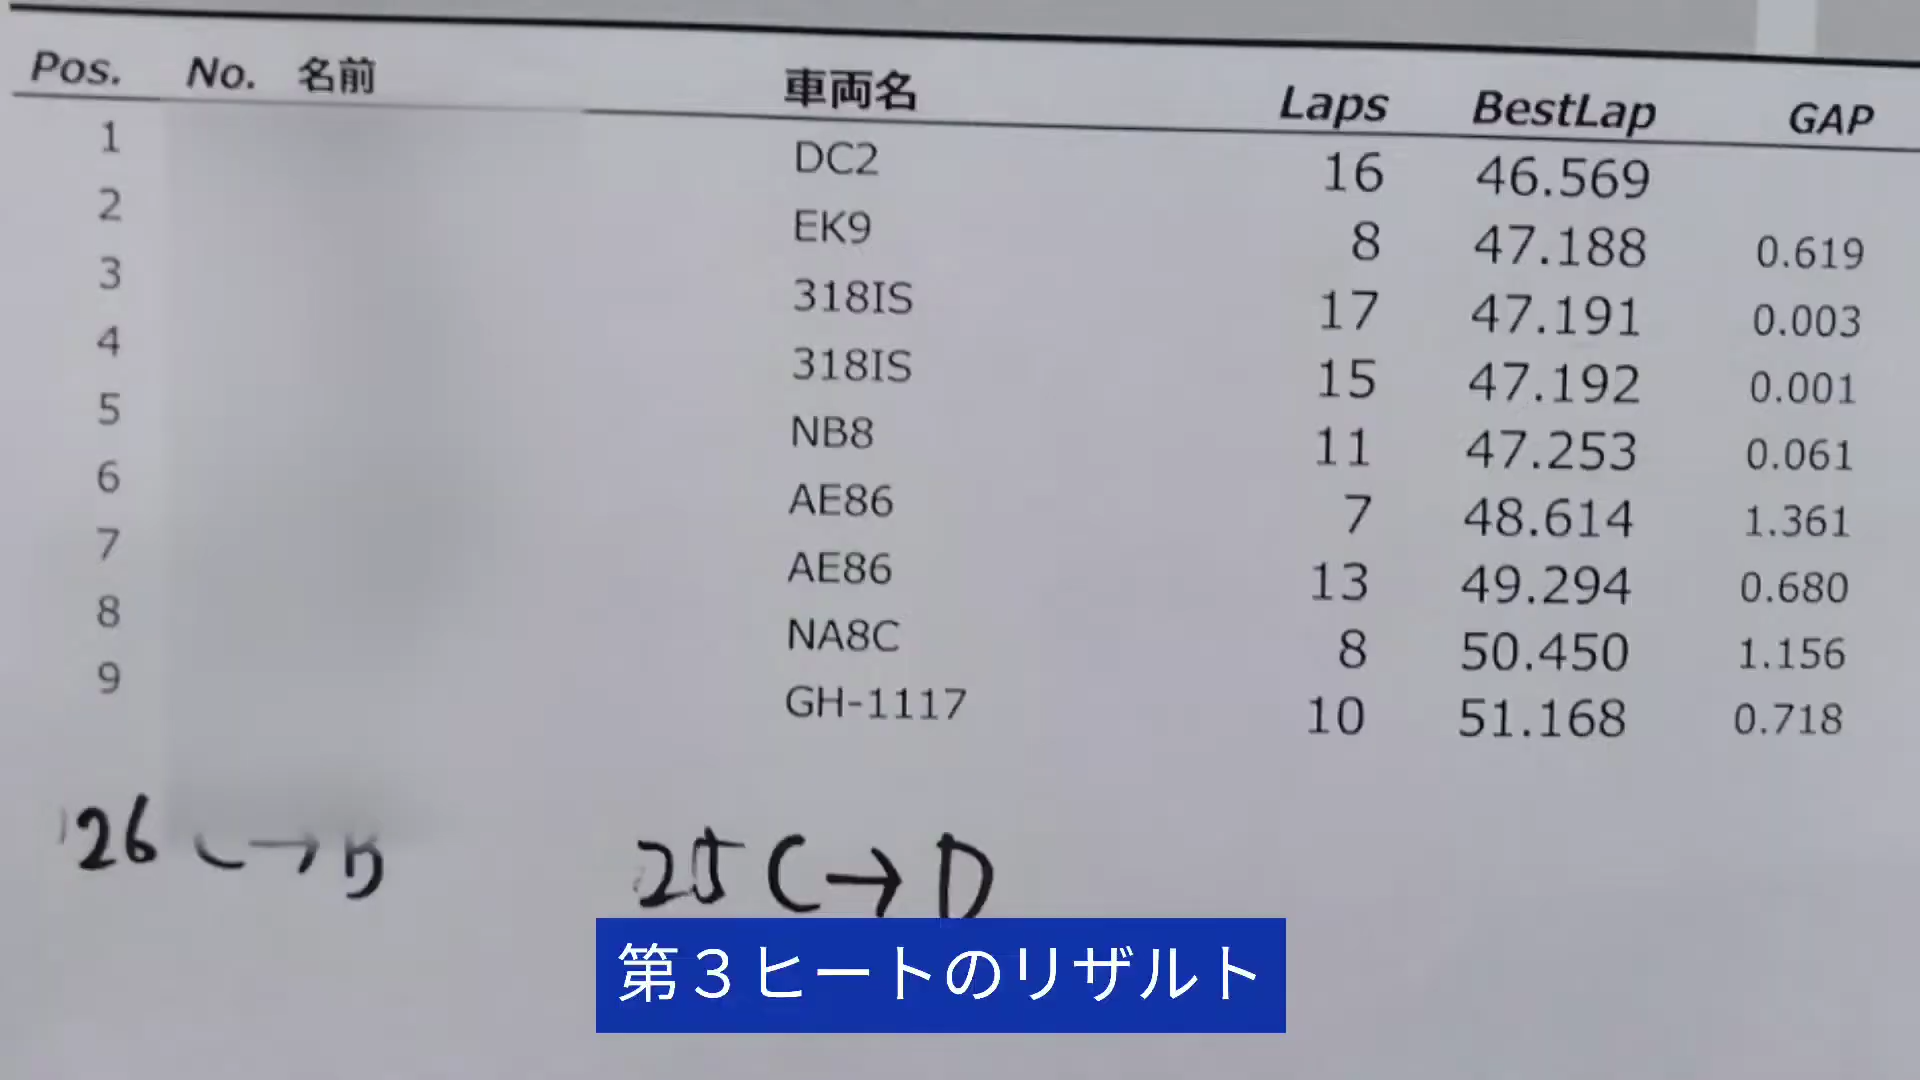 Pos. No. 名前 車両名 Laps BestLap GAP
1 DC2 16 46.569
2 EK9 8 47.188 0.619
3 318IS 17 47.191 0.003
4 318IS 15 47.192 0.001
5 NB8 11 47.253 0.061
6 AE86 7 48.614 1.361
7 AE86 13 49.294 0.680
8 NA8C 8 50.450 1.156
9 GH-1117 10 51.168 0.718
26 C→D 25 C→D
第3ヒートのリザルト